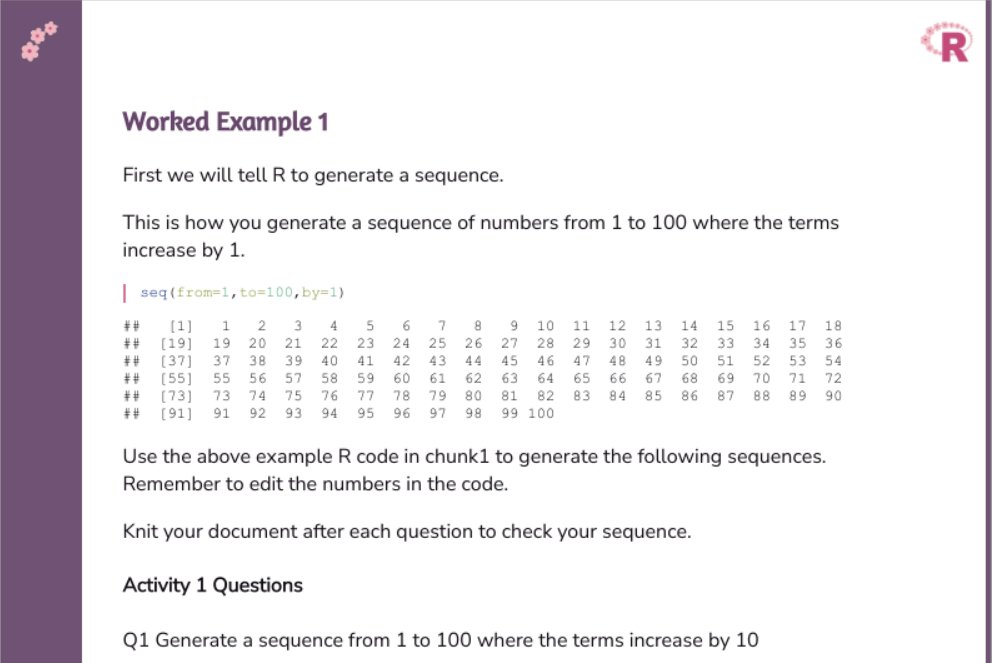 R
Worked Example 1
First we will tell R to generate a sequence.
This is how you generate a sequence of numbers from 1 to 100 where the terms
increase by 1.
seq(from=1,to=100,by=1)
## [1] 1 2 3 4 5 6 7 8 9 10 11 12 13 14 15 16 17 18
## [19] 19 20 21 22 23 24 25 26 27 28 29 30 31 32 33 34 35 36
## [37] 37 38 39 40 41 42 43 44 45 46 47 48 49 50 51 52 53 54
## [55] 55 56 57 58 59 60 61 62 63 64 65 66 67 68 69 70 71 72
## [73] 73 74 75 76 77 78 79 80 81 82 83 84 85 86 87 88 89 90
## [91] 91 92 93 94 95 96 97 98 99 100
Use the above example R code in chunk1 to generate the following sequences.
Remember to edit the numbers in the code.
Knit your document after each question to check your sequence.
Activity 1 Questions
Q1 Generate a sequence from 1 to 100 where the terms increase by 10